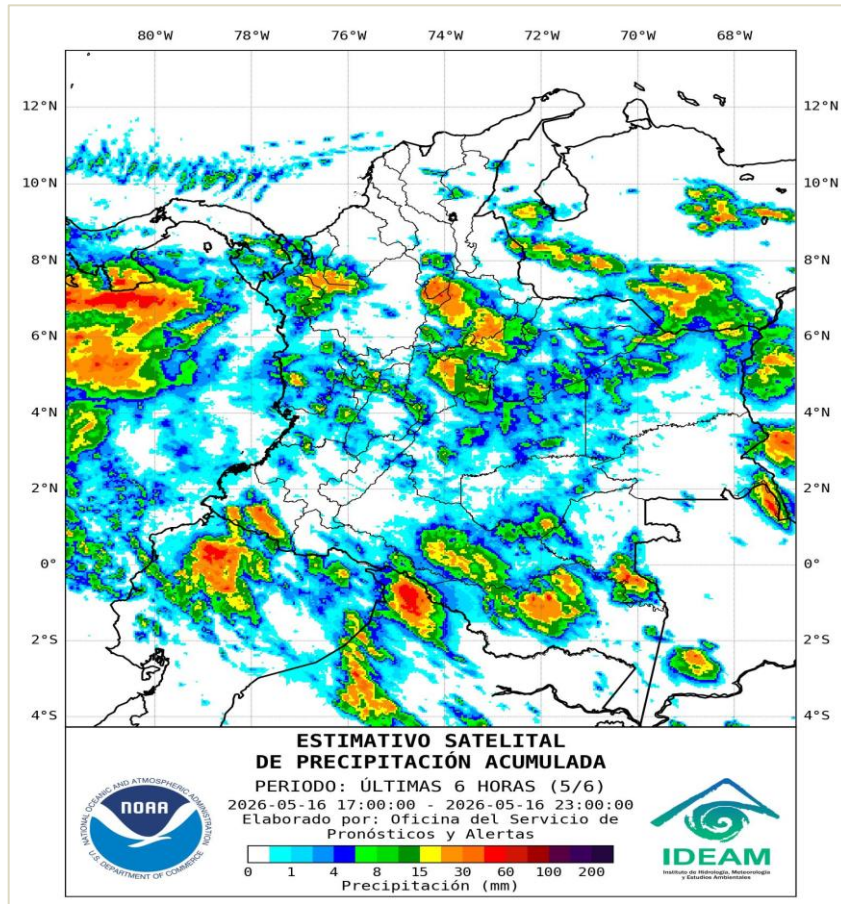 80°W 78°W 76°W 74°W 72°W 70°W 68°W
12°N 12°N
10°N 10°N
8°N 8°N
6°N 6°N
4°N 4°N
2°N 2°N
0° 0°
2°S 2°S
4°S 4°S
ESTIMATIVO SATELITAL
DE PRECIPITACIÓN ACUMULADA
PERIODO: ÚLTIMAS 6 HORAS (5/6)
2026-05-16 17:00:00 - 2026-05-16 23:00:00
Elaborado por: Oficina del Servicio de
Pronósticos y Alertas
0 1 4 8 15 30 60 100 200
Precipitación (mm)
NATIONAL OCEANIC AND ATMOSPHERIC ADMINISTRATION
NOAA
U.S. DEPARTMENT OF COMMERCE
IDEAM
Instituto de Hidrología, Meteorología
y Estudios Ambientales